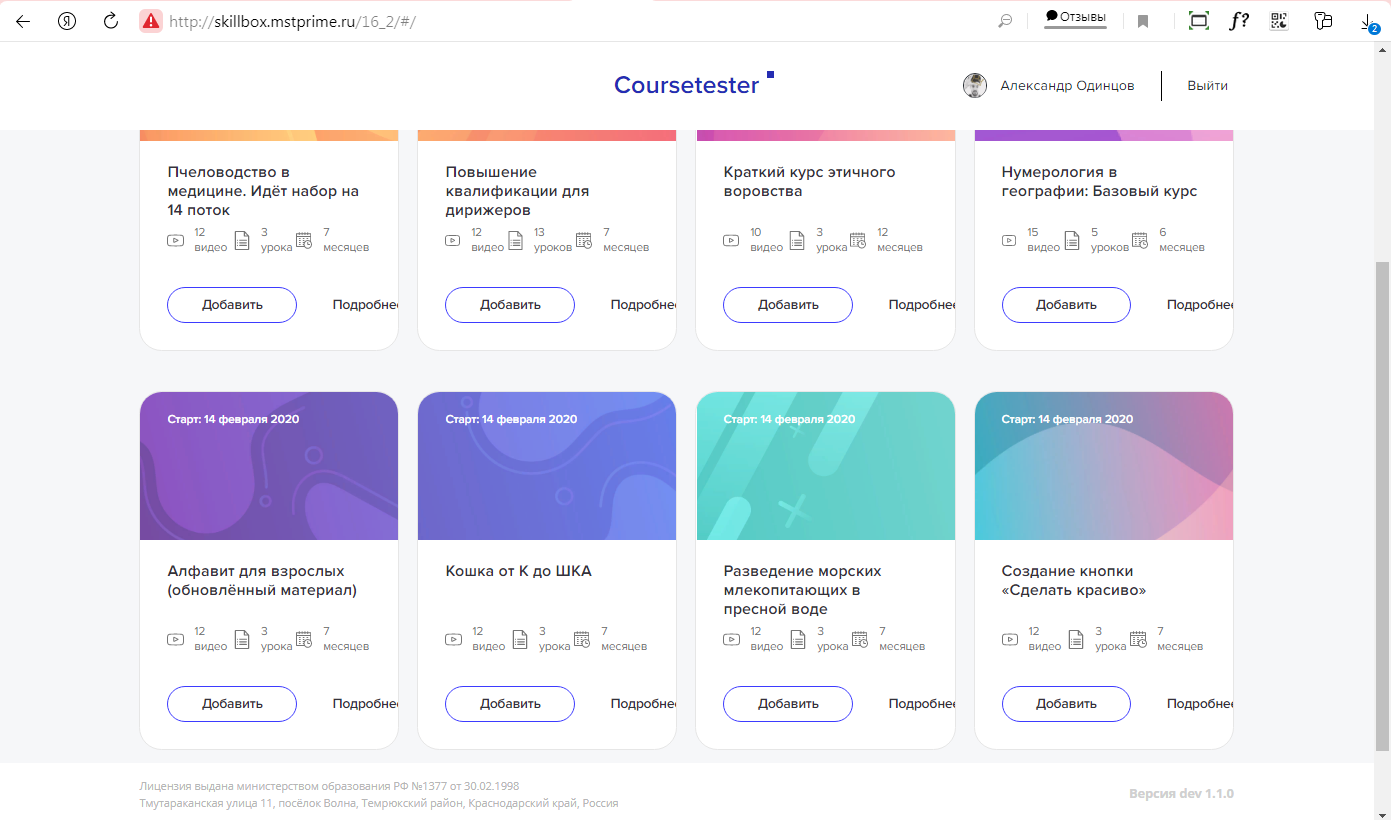 http://skillbox.mstprime.ru/16_2/#/
Отзывы
f?
2
Coursetester
Александр Одинцов
Выйти
Пчеловодство в
медицине. Идёт набор на
14 поток
12
видео
3
урока
7
месяцев
Добавить
Подробнее
Повышение
квалификации для
дирижеров
12
видео
13
уроков
7
месяцев
Добавить
Подробнее
Краткий курс этичного
воровства
10
видео
3
урока
12
месяцев
Добавить
Подробнее
Нумерология в
географии: Базовый курс
15
видео
5
уроков
6
месяцев
Добавить
Подробнее
Старт: 14 февраля 2020
Алфавит для взрослых
(обновлённый материал)
12
видео
3
урока
7
месяцев
Добавить
Подробнее
Старт: 14 февраля 2020
Кошка от К до ШКА
12
видео
3
урока
7
месяцев
Добавить
Подробнее
Старт: 14 февраля 2020
Разведение морских
млекопитающих в
пресной воде
12
видео
3
урока
7
месяцев
Добавить
Подробнее
Старт: 14 февраля 2020
Создание кнопки
«Сделать красиво»
12
видео
3
урока
7
месяцев
Добавить
Подробнее
Лицензия выдана министерством образования РФ №1377 от 30.02.1998
Тмутараканская улица 11, посёлок Волна, Темрюкский район, Краснодарский край, Россия
Версия dev 1.1.0